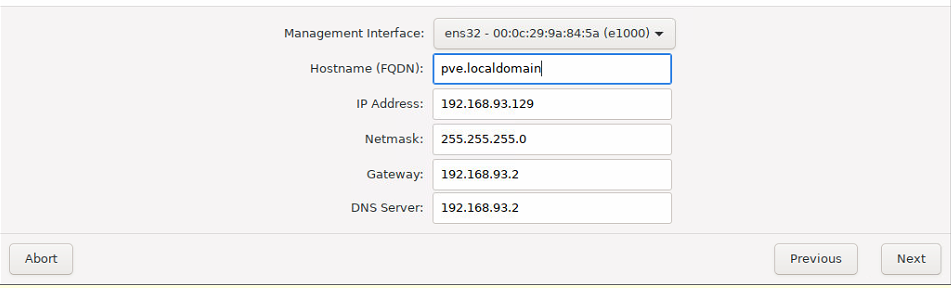 Management Interface: ens32 - 00:0c:29:9a:84:5a (e1000)
Hostname (FQDN): pve.localdomain
IP Address: 192.168.93.129
Netmask: 255.255.255.0
Gateway: 192.168.93.2
DNS Server: 192.168.93.2
Abort Previous Next